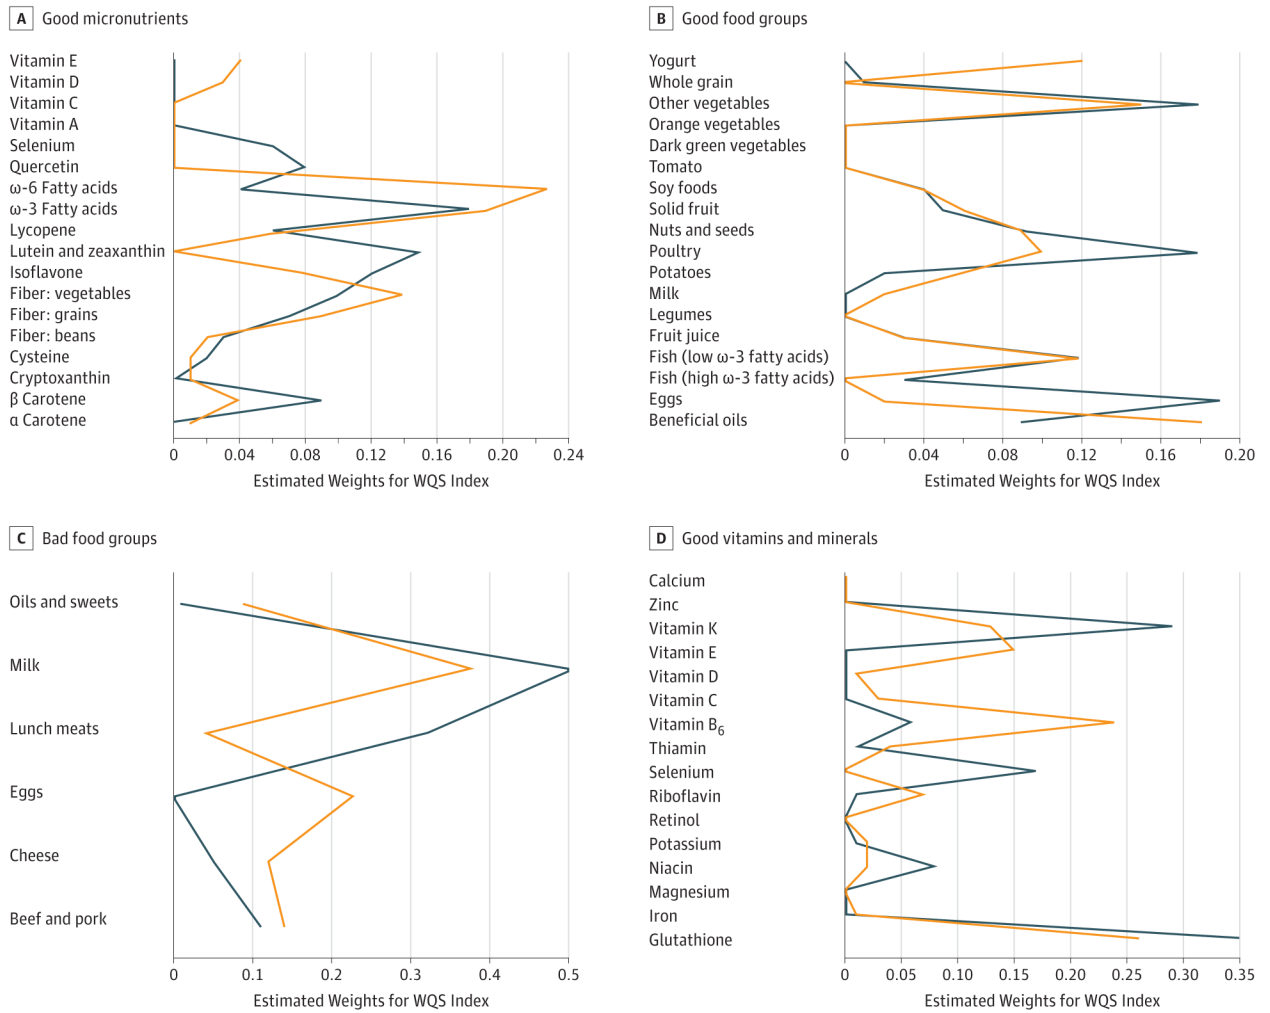 A Good micronutrients
Vitamin E
Vitamin D
Vitamin C
Vitamin A
Selenium
Quercetin
ω-6 Fatty acids
ω-3 Fatty acids
Lycopene
Lutein and zeaxanthin
Isoflavone
Fiber: vegetables
Fiber: grains
Fiber: beans
Cysteine
Cryptoxanthin
β Carotene
α Carotene
0 0.04 0.08 0.12 0.16 0.20 0.24
Estimated Weights for WQS Index
B Good food groups
Yogurt
Whole grain
Other vegetables
Orange vegetables
Dark green vegetables
Tomato
Soy foods
Solid fruit
Nuts and seeds
Poultry
Potatoes
Milk
Legumes
Fruit juice
Fish (low ω-3 fatty acids)
Fish (high ω-3 fatty acids)
Eggs
Beneficial oils
0 0.04 0.08 0.12 0.16 0.20
Estimated Weights for WQS Index
C Bad food groups
Oils and sweets
Milk
Lunch meats
Eggs
Cheese
Beef and pork
0 0.1 0.2 0.3 0.4 0.5
Estimated Weights for WQS Index
D Good vitamins and minerals
Calcium
Zinc
Vitamin K
Vitamin E
Vitamin D
Vitamin C
Vitamin B6
Thiamin
Selenium
Riboflavin
Retinol
Potassium
Niacin
Magnesium
Iron
Glutathione
0 0.05 0.10 0.15 0.20 0.25 0.30 0.35
Estimated Weights for WQS Index